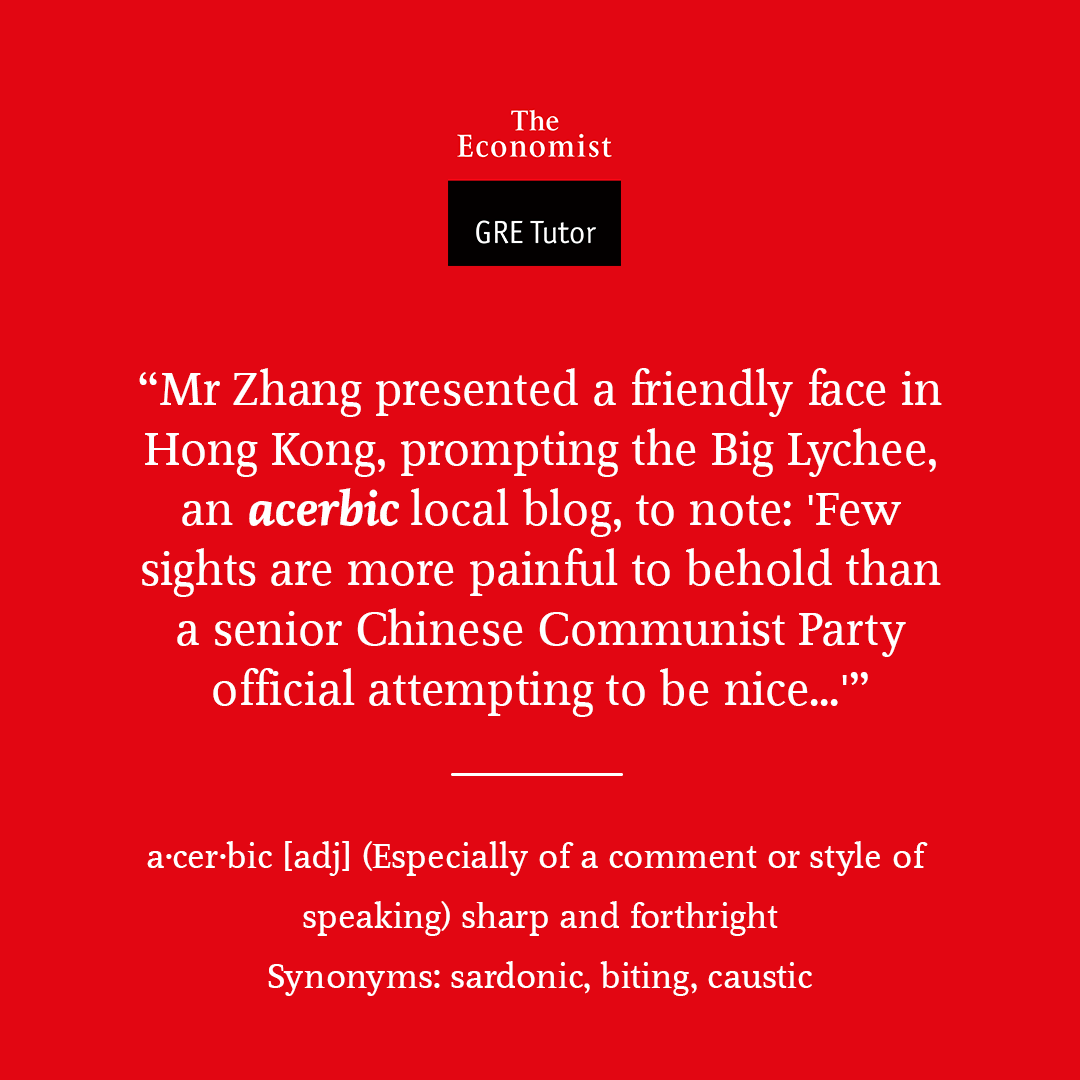 The
Economist
GRE Tutor
“Mr Zhang presented a friendly face in
Hong Kong, prompting the Big Lychee,
an acerbic local blog, to note: 'Few
sights are more painful to behold than
a senior Chinese Communist Party
official attempting to be nice...'”
a·cer·bic [adj] (Especially of a comment or style of
speaking) sharp and forthright
Synonyms: sardonic, biting, caustic